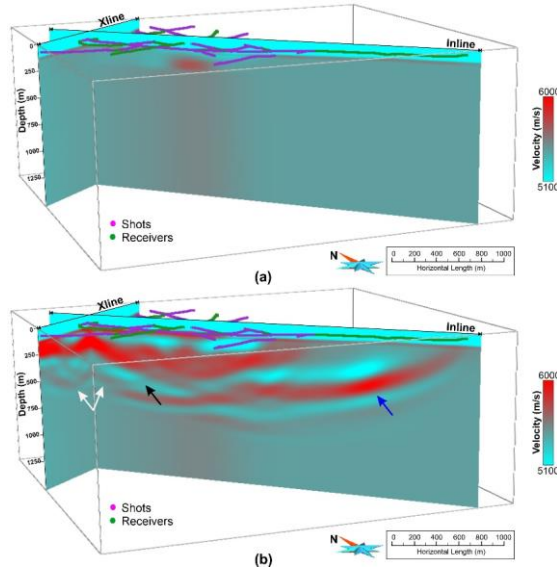 Xline
Inline
Depth (m)
0
250
500
750
1000
1250
6000
Velocity (m/s)
5100
Shots
Receivers
N
0 200 400 600 800 1000
Horizontal Length (m)
(a)
Xline
Inline
Depth (m)
0
250
500
750
1000
1250
6000
Velocity (m/s)
5100
Shots
Receivers
N
0 200 400 600 800 1000
Horizontal Length (m)
(b)